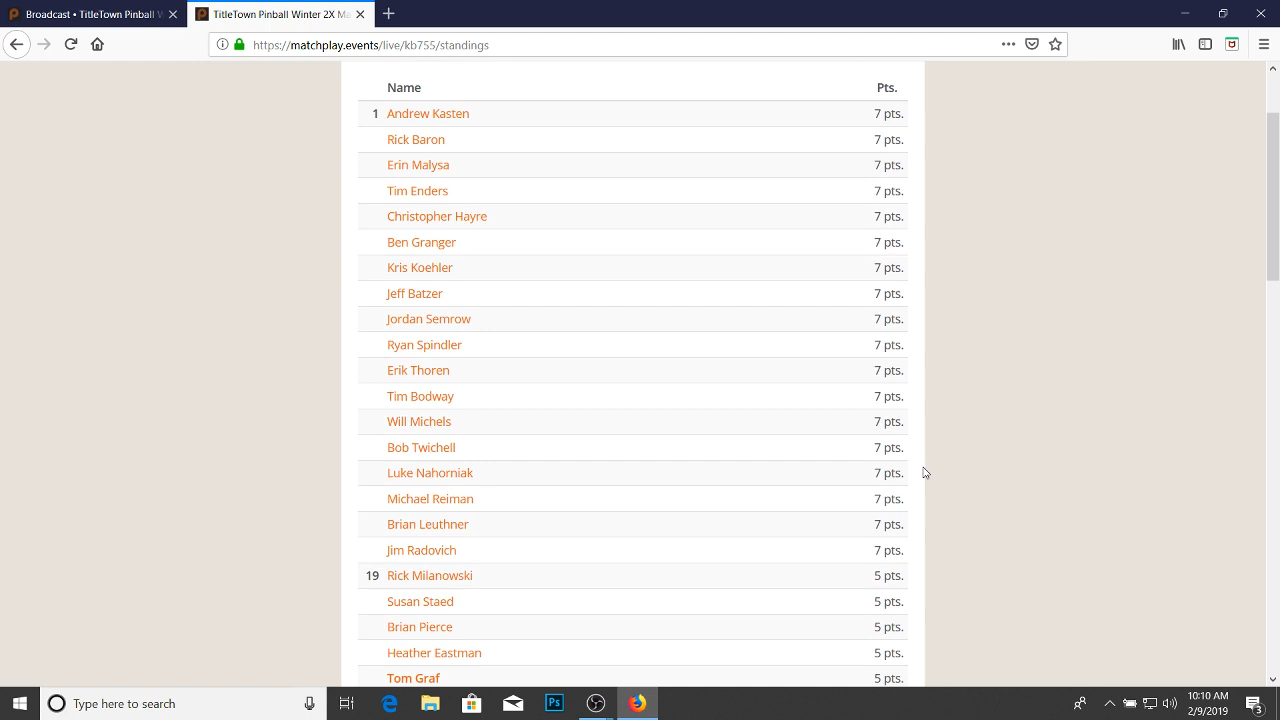 Broadcast • TitleTown Pinball W
TitleTown Pinball Winter 2X Ma
https://matchplay.events/live/kb755/standings
Name Pts.
1 Andrew Kasten 7 pts.
Rick Baron 7 pts.
Erin Malysa 7 pts.
Tim Enders 7 pts.
Christopher Hayre 7 pts.
Ben Granger 7 pts.
Kris Koehler 7 pts.
Jeff Batzer 7 pts.
Jordan Semrow 7 pts.
Ryan Spindler 7 pts.
Erik Thoren 7 pts.
Tim Bodway 7 pts.
Will Michels 7 pts.
Bob Twichell 7 pts.
Luke Nahorniak 7 pts.
Michael Reiman 7 pts.
Brian Leuthner 7 pts.
Jim Radovich 7 pts.
19 Rick Milanowski 5 pts.
Susan Staed 5 pts.
Brian Pierce 5 pts.
Heather Eastman 5 pts.
Tom Graf 5 pts.
Type here to search
Ps
10:10 AM
2/9/2019
3